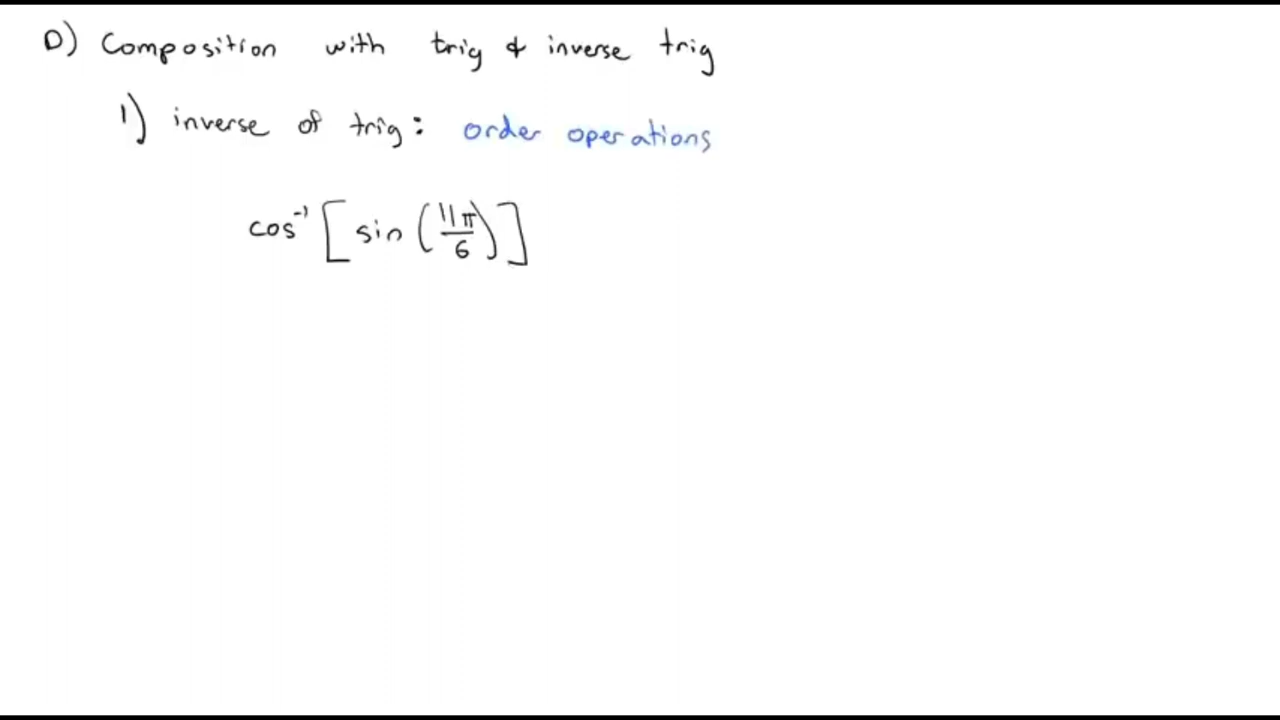 D) Composition with trig & inverse trig
1) inverse of trig: order operations
cos⁻¹ [ sin ( 11π/6 ) ]